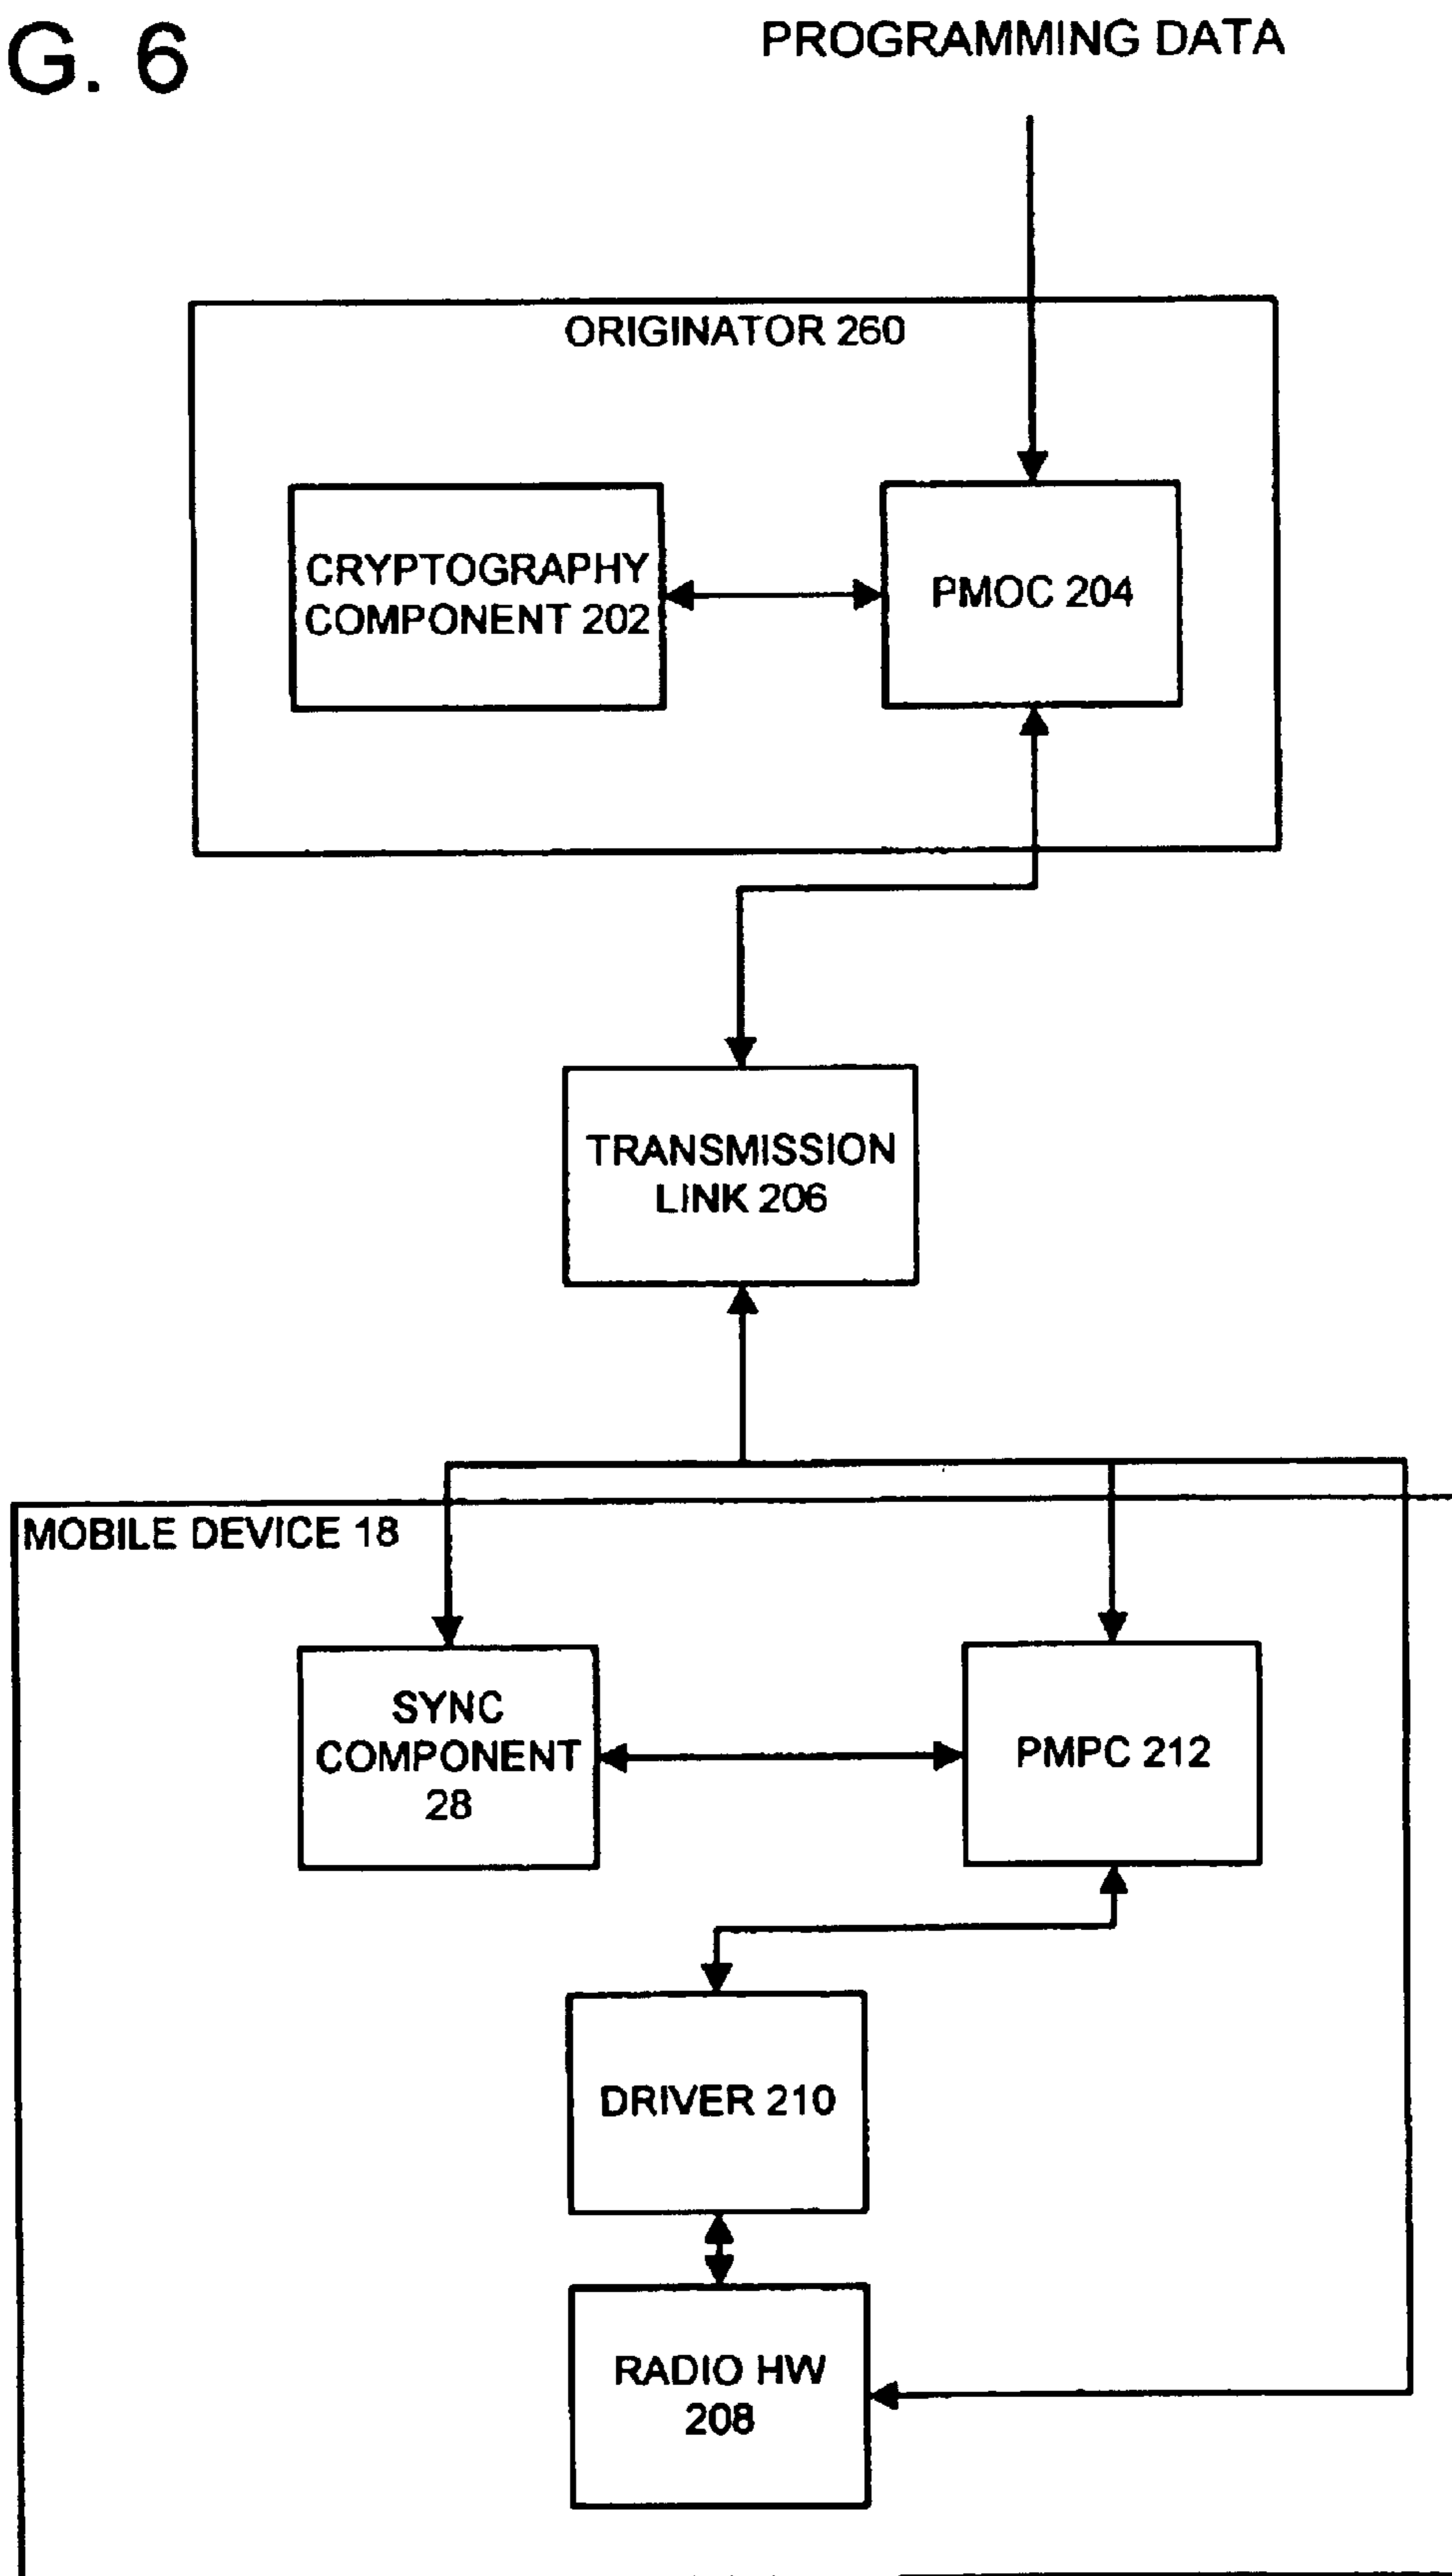 G. 6
PROGRAMMING DATA
ORIGINATOR 260
CRYPTOGRAPHY
COMPONENT 202
PMOC 204
TRANSMISSION
LINK 206
MOBILE DEVICE 18
SYNC
COMPONENT
28
PMPC 212
DRIVER 210
RADIO HW
208